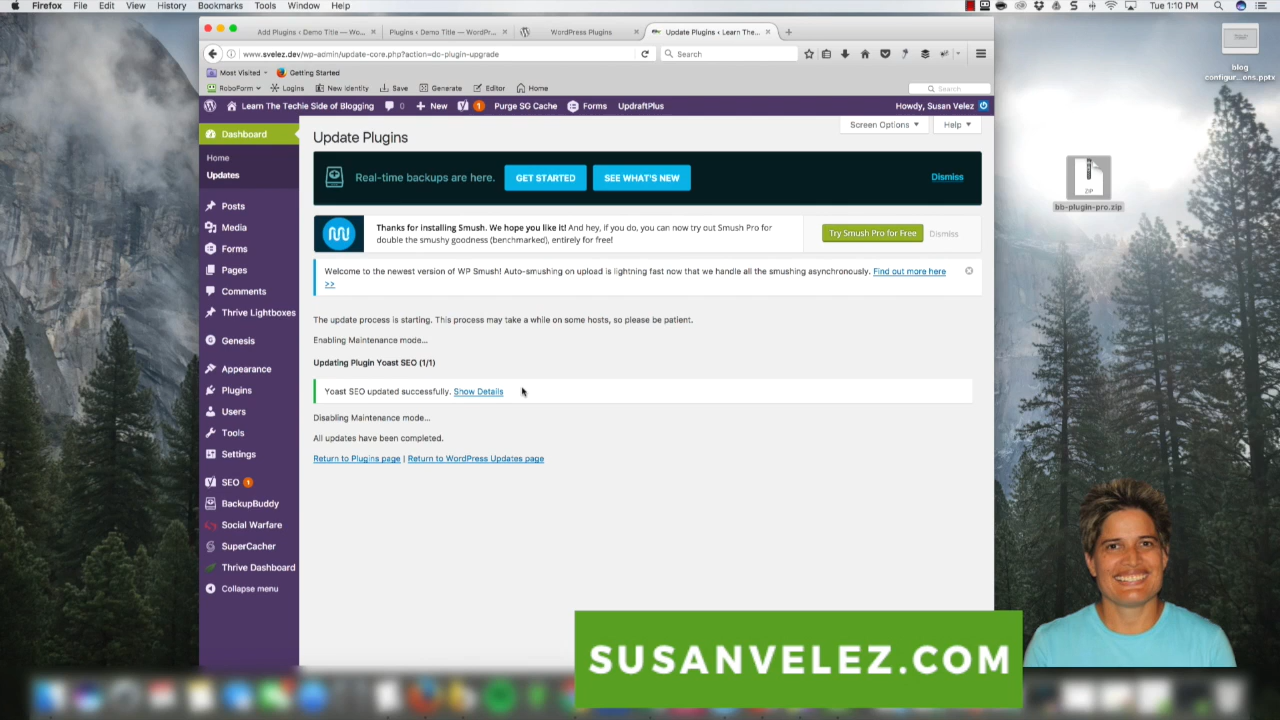 Firefox File Edit View History Bookmarks Tools Window Help
Tue 1:10 PM
Add Plugins ‹ Demo Title — Wo...
Plugins ‹ Demo Title — WordPr...
WordPress Plugins
Update Plugins ‹ Learn The...
www.svelez.dev/wp-admin/update-core.php?action=do-plugin-upgrade
Search
Most Visited
Getting Started
RoboForm
Logins
New Identity
Save
Generate
Editor
Home
Search
Learn The Techie Side of Blogging
0
New
1
Purge SG Cache
Forms
UpdraftPlus
Howdy, Susan Velez
Screen Options
Help
Dashboard
Home
Updates
Posts
Media
Forms
Pages
Comments
Thrive Lightboxes
Genesis
Appearance
Plugins
Users
Tools
Settings
SEO 1
BackupBuddy
Social Warfare
SuperCacher
Thrive Dashboard
Collapse menu
Update Plugins
Real-time backups are here.
GET STARTED
SEE WHAT'S NEW
Dismiss
Thanks for installing Smush. We hope you like it! And hey, if you do, you can now try out Smush Pro for
double the smushy goodness (benchmarked), entirely for free!
Try Smush Pro for Free
Dismiss
Welcome to the newest version of WP Smush! Auto-smushing on upload is lightning fast now that we handle all the smushing asynchronously. Find out more here
>>
The update process is starting. This process may take a while on some hosts, so please be patient.
Enabling Maintenance mode...
Updating Plugin Yoast SEO (1/1)
Yoast SEO updated successfully. Show Details
Disabling Maintenance mode...
All updates have been completed.
Return to Plugins page | Return to WordPress Updates page
blog
configur...ons.pptx
ZIP
bb-plugin-pro.zip
SUSANVELEZ.COM